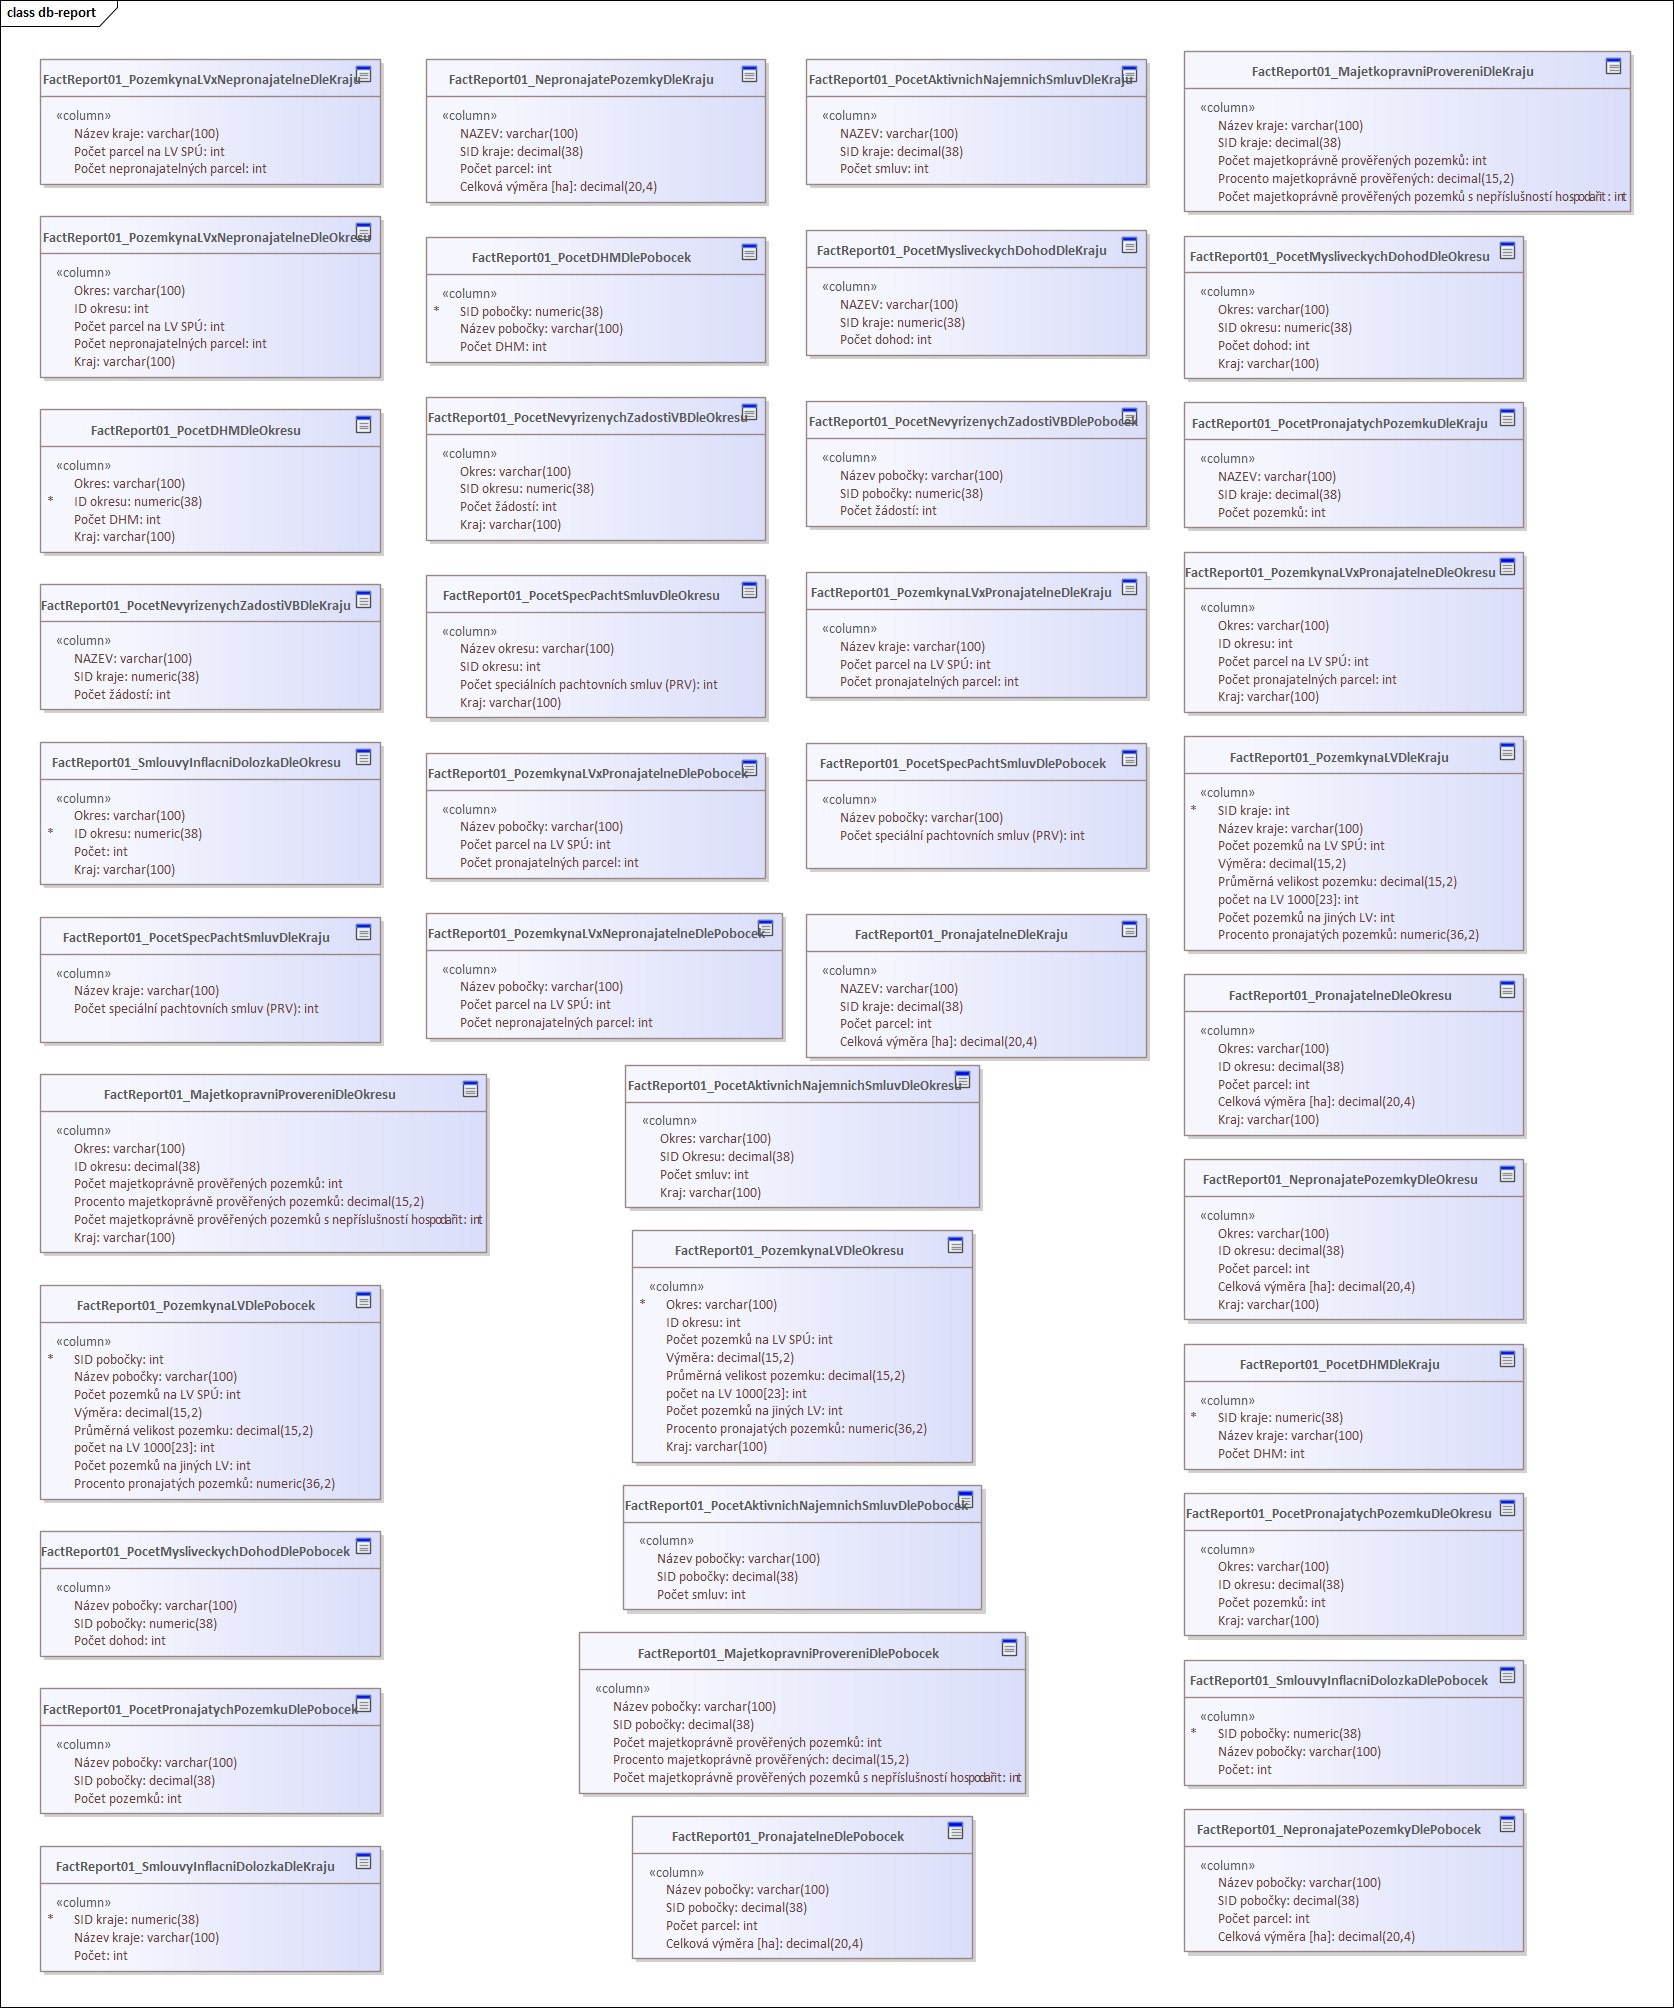 class db-report
FactReport01_PozemkynaLVxNepronajatelneDleKraju
«column»
Název kraje: varchar(100)
Počet parcel na LV SPÚ: int
Počet nepronajatelných parcel: int
FactReport01_NepronajatePozemkyDleKraju
«column»
NAZEV: varchar(100)
SID kraje: decimal(38)
Počet parcel: int
Celková výměra [ha]: decimal(20,4)
FactReport01_PocetAktivnichNajemnichSmluvDleKraju
«column»
NAZEV: varchar(100)
SID kraje: decimal(38)
Počet smluv: int
FactReport01_MajetkopravniProvereniDleKraju
«column»
Název kraje: varchar(100)
SID kraje: decimal(38)
Počet majetkoprávně prověřených pozemků: int
Procento majetkoprávně prověřených: decimal(15,2)
Počet majetkoprávně prověřených pozemků s nepříslušností hospodařit: int
FactReport01_PozemkynaLVxNepronajatelneDleOkresu
«column»
Okres: varchar(100)
ID okresu: int
Počet parcel na LV SPÚ: int
Počet nepronajatelných parcel: int
Kraj: varchar(100)
FactReport01_PocetDHMDlePobocek
«column»
* SID pobočky: numeric(38)
Název pobočky: varchar(100)
Počet DHM: int
FactReport01_PocetMysliveckychDohodDleKraju
«column»
NAZEV: varchar(100)
SID kraje: numeric(38)
Počet dohod: int
FactReport01_PocetMysliveckychDohodDleOkresu
«column»
Okres: varchar(100)
SID okresu: numeric(38)
Počet dohod: int
Kraj: varchar(100)
FactReport01_PocetDHMDleOkresu
«column»
Okres: varchar(100)
* ID okresu: numeric(38)
Počet DHM: int
Kraj: varchar(100)
FactReport01_PocetNevyrizenychZadostiVBDleOkresu
«column»
Okres: varchar(100)
SID okresu: numeric(38)
Počet žádostí: int
Kraj: varchar(100)
FactReport01_PocetNevyrizenychZadostiVBDlePobocek
«column»
Název pobočky: varchar(100)
SID pobočky: numeric(38)
Počet žádostí: int
FactReport01_PocetPronajatychPozemkuDleKraju
«column»
NAZEV: varchar(100)
SID kraje: decimal(38)
Počet pozemků: int
FactReport01_PocetNevyrizenychZadostiVBDleKraju
«column»
NAZEV: varchar(100)
SID kraje: numeric(38)
Počet žádostí: int
FactReport01_PocetSpecPachtSmluvDleOkresu
«column»
Název okresu: varchar(100)
SID okresu: int
Počet speciálních pachtovních smluv (PRV): int
Kraj: varchar(100)
FactReport01_PozemkynaLVxPronajatelneDleKraju
«column»
Název kraje: varchar(100)
Počet parcel na LV SPÚ: int
Počet pronajatelných parcel: int
FactReport01_PozemkynaLVxPronajatelneDleOkresu
«column»
Okres: varchar(100)
ID okresu: int
Počet parcel na LV SPÚ: int
Počet pronajatelných parcel: int
Kraj: varchar(100)
FactReport01_SmlouvyInflacniDolozkaDleOkresu
«column»
Okres: varchar(100)
* ID okresu: numeric(38)
Počet: int
Kraj: varchar(100)
FactReport01_PozemkynaLVxPronajatelneDlePobocek
«column»
Název pobočky: varchar(100)
Počet parcel na LV SPÚ: int
Počet pronajatelných parcel: int
FactReport01_PocetSpecPachtSmluvDlePobocek
«column»
Název pobočky: varchar(100)
Počet speciální pachtovních smluv (PRV): int
FactReport01_PozemkynaLVDleKraju
«column»
* SID kraje: int
Název kraje: varchar(100)
Počet pozemků na LV SPÚ: int
Výměra: decimal(15,2)
Průměrná velikost pozemku: decimal(15,2)
počet na LV 1000[23]: int
Počet pozemků na jiných LV: int
Procento pronajatých pozemků: numeric(36,2)
FactReport01_PocetSpecPachtSmluvDleKraju
«column»
Název kraje: varchar(100)
Počet speciální pachtovních smluv (PRV): int
FactReport01_PozemkynaLVxNepronajatelneDlePobocek
«column»
Název pobočky: varchar(100)
Počet parcel na LV SPÚ: int
Počet nepronajatelných parcel: int
FactReport01_PronajatelneDleKraju
«column»
NAZEV: varchar(100)
SID kraje: decimal(38)
Počet parcel: int
Celková výměra [ha]: decimal(20,4)
FactReport01_PronajatelneDleOkresu
«column»
Okres: varchar(100)
ID okresu: decimal(38)
Počet parcel: int
Celková výměra [ha]: decimal(20,4)
Kraj: varchar(100)
FactReport01_MajetkopravniProvereniDleOkresu
«column»
Okres: varchar(100)
ID okresu: decimal(38)
Počet majetkoprávně prověřených pozemků: int
Procento majetkoprávně prověřených pozemků: decimal(15,2)
Počet majetkoprávně prověřených pozemků s nepříslušností hospodařit: int
Kraj: varchar(100)
FactReport01_PocetAktivnichNajemnichSmluvDleOkresu
«column»
Okres: varchar(100)
SID Okresu: decimal(38)
Počet smluv: int
Kraj: varchar(100)
FactReport01_NepronajatePozemkyDleOkresu
«column»
Okres: varchar(100)
ID okresu: decimal(38)
Počet parcel: int
Celková výměra [ha]: decimal(20,4)
Kraj: varchar(100)
FactReport01_PozemkynaLVDlePobocek
«column»
* SID pobočky: int
Název pobočky: varchar(100)
Počet pozemků na LV SPÚ: int
Výměra: decimal(15,2)
Průměrná velikost pozemku: decimal(15,2)
počet na LV 1000[23]: int
Počet pozemků na jiných LV: int
Procento pronajatých pozemků: numeric(36,2)
FactReport01_PozemkynaLVDleOkresu
«column»
* Okres: varchar(100)
ID okresu: int
Počet pozemků na LV SPÚ: int
Výměra: decimal(15,2)
Průměrná velikost pozemku: decimal(15,2)
počet na LV 1000[23]: int
Počet pozemků na jiných LV: int
Procento pronajatých pozemků: numeric(36,2)
Kraj: varchar(100)
FactReport01_PocetDHMDleKraju
«column»
* SID kraje: numeric(38)
Název kraje: varchar(100)
Počet DHM: int
FactReport01_PocetAktivnichNajemnichSmluvDlePobocek
«column»
Název pobočky: varchar(100)
SID pobočky: decimal(38)
Počet smluv: int
FactReport01_PocetPronajatychPozemkuDleOkresu
«column»
Okres: varchar(100)
ID okresu: decimal(38)
Počet pozemků: int
Kraj: varchar(100)
FactReport01_PocetMysliveckychDohodDlePobocek
«column»
Název pobočky: varchar(100)
SID pobočky: numeric(38)
Počet dohod: int
FactReport01_MajetkopravniProvereniDlePobocek
«column»
Název pobočky: varchar(100)
SID pobočky: decimal(38)
Počet majetkoprávně prověřených pozemků: int
Procento majetkoprávně prověřených: decimal(15,2)
Počet majetkoprávně prověřených pozemků s nepříslušností hospodařit: int
FactReport01_SmlouvyInflacniDolozkaDlePobocek
«column»
* SID pobočky: numeric(38)
Název pobočky: varchar(100)
Počet: int
FactReport01_PocetPronajatychPozemkuDlePobocek
«column»
Název pobočky: varchar(100)
SID pobočky: decimal(38)
Počet pozemků: int
FactReport01_PronajatelneDlePobocek
«column»
Název pobočky: varchar(100)
SID pobočky: decimal(38)
Počet parcel: int
Celková výměra [ha]: decimal(20,4)
FactReport01_NepronajatePozemkyDlePobocek
«column»
Název pobočky: varchar(100)
SID pobočky: decimal(38)
Počet parcel: int
Celková výměra [ha]: decimal(20,4)
FactReport01_SmlouvyInflacniDolozkaDleKraju
«column»
* SID kraje: numeric(38)
Název kraje: varchar(100)
Počet: int